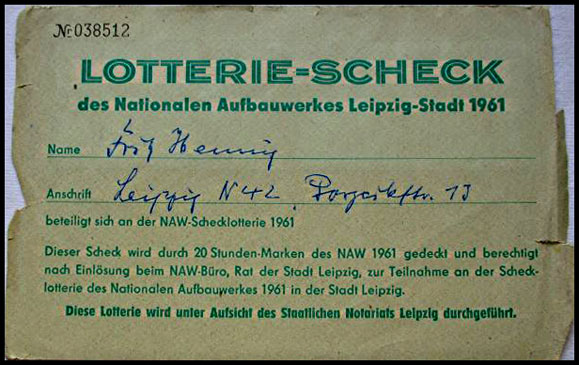 № 038512
LOTTERIE=SCHECK
des Nationalen Aufbauwerkes Leipzig-Stadt 1961
Name Fritz Hennig
Anschrift Leipzig N42, 13
beteiligt sich an der NAW-Schecklotterie 1961
Dieser Scheck wird durch 20 Stunden-Marken des NAW 1961 gedeckt und berechtigt
nach Einlösung beim NAW-Büro, Rat der Stadt Leipzig, zur Teilnahme an der Scheck-
lotterie des Nationalen Aufbauwerkes 1961 in der Stadt Leipzig.
Diese Lotterie wird unter Aufsicht des Staatlichen Notariats Leipzig durchgeführt.